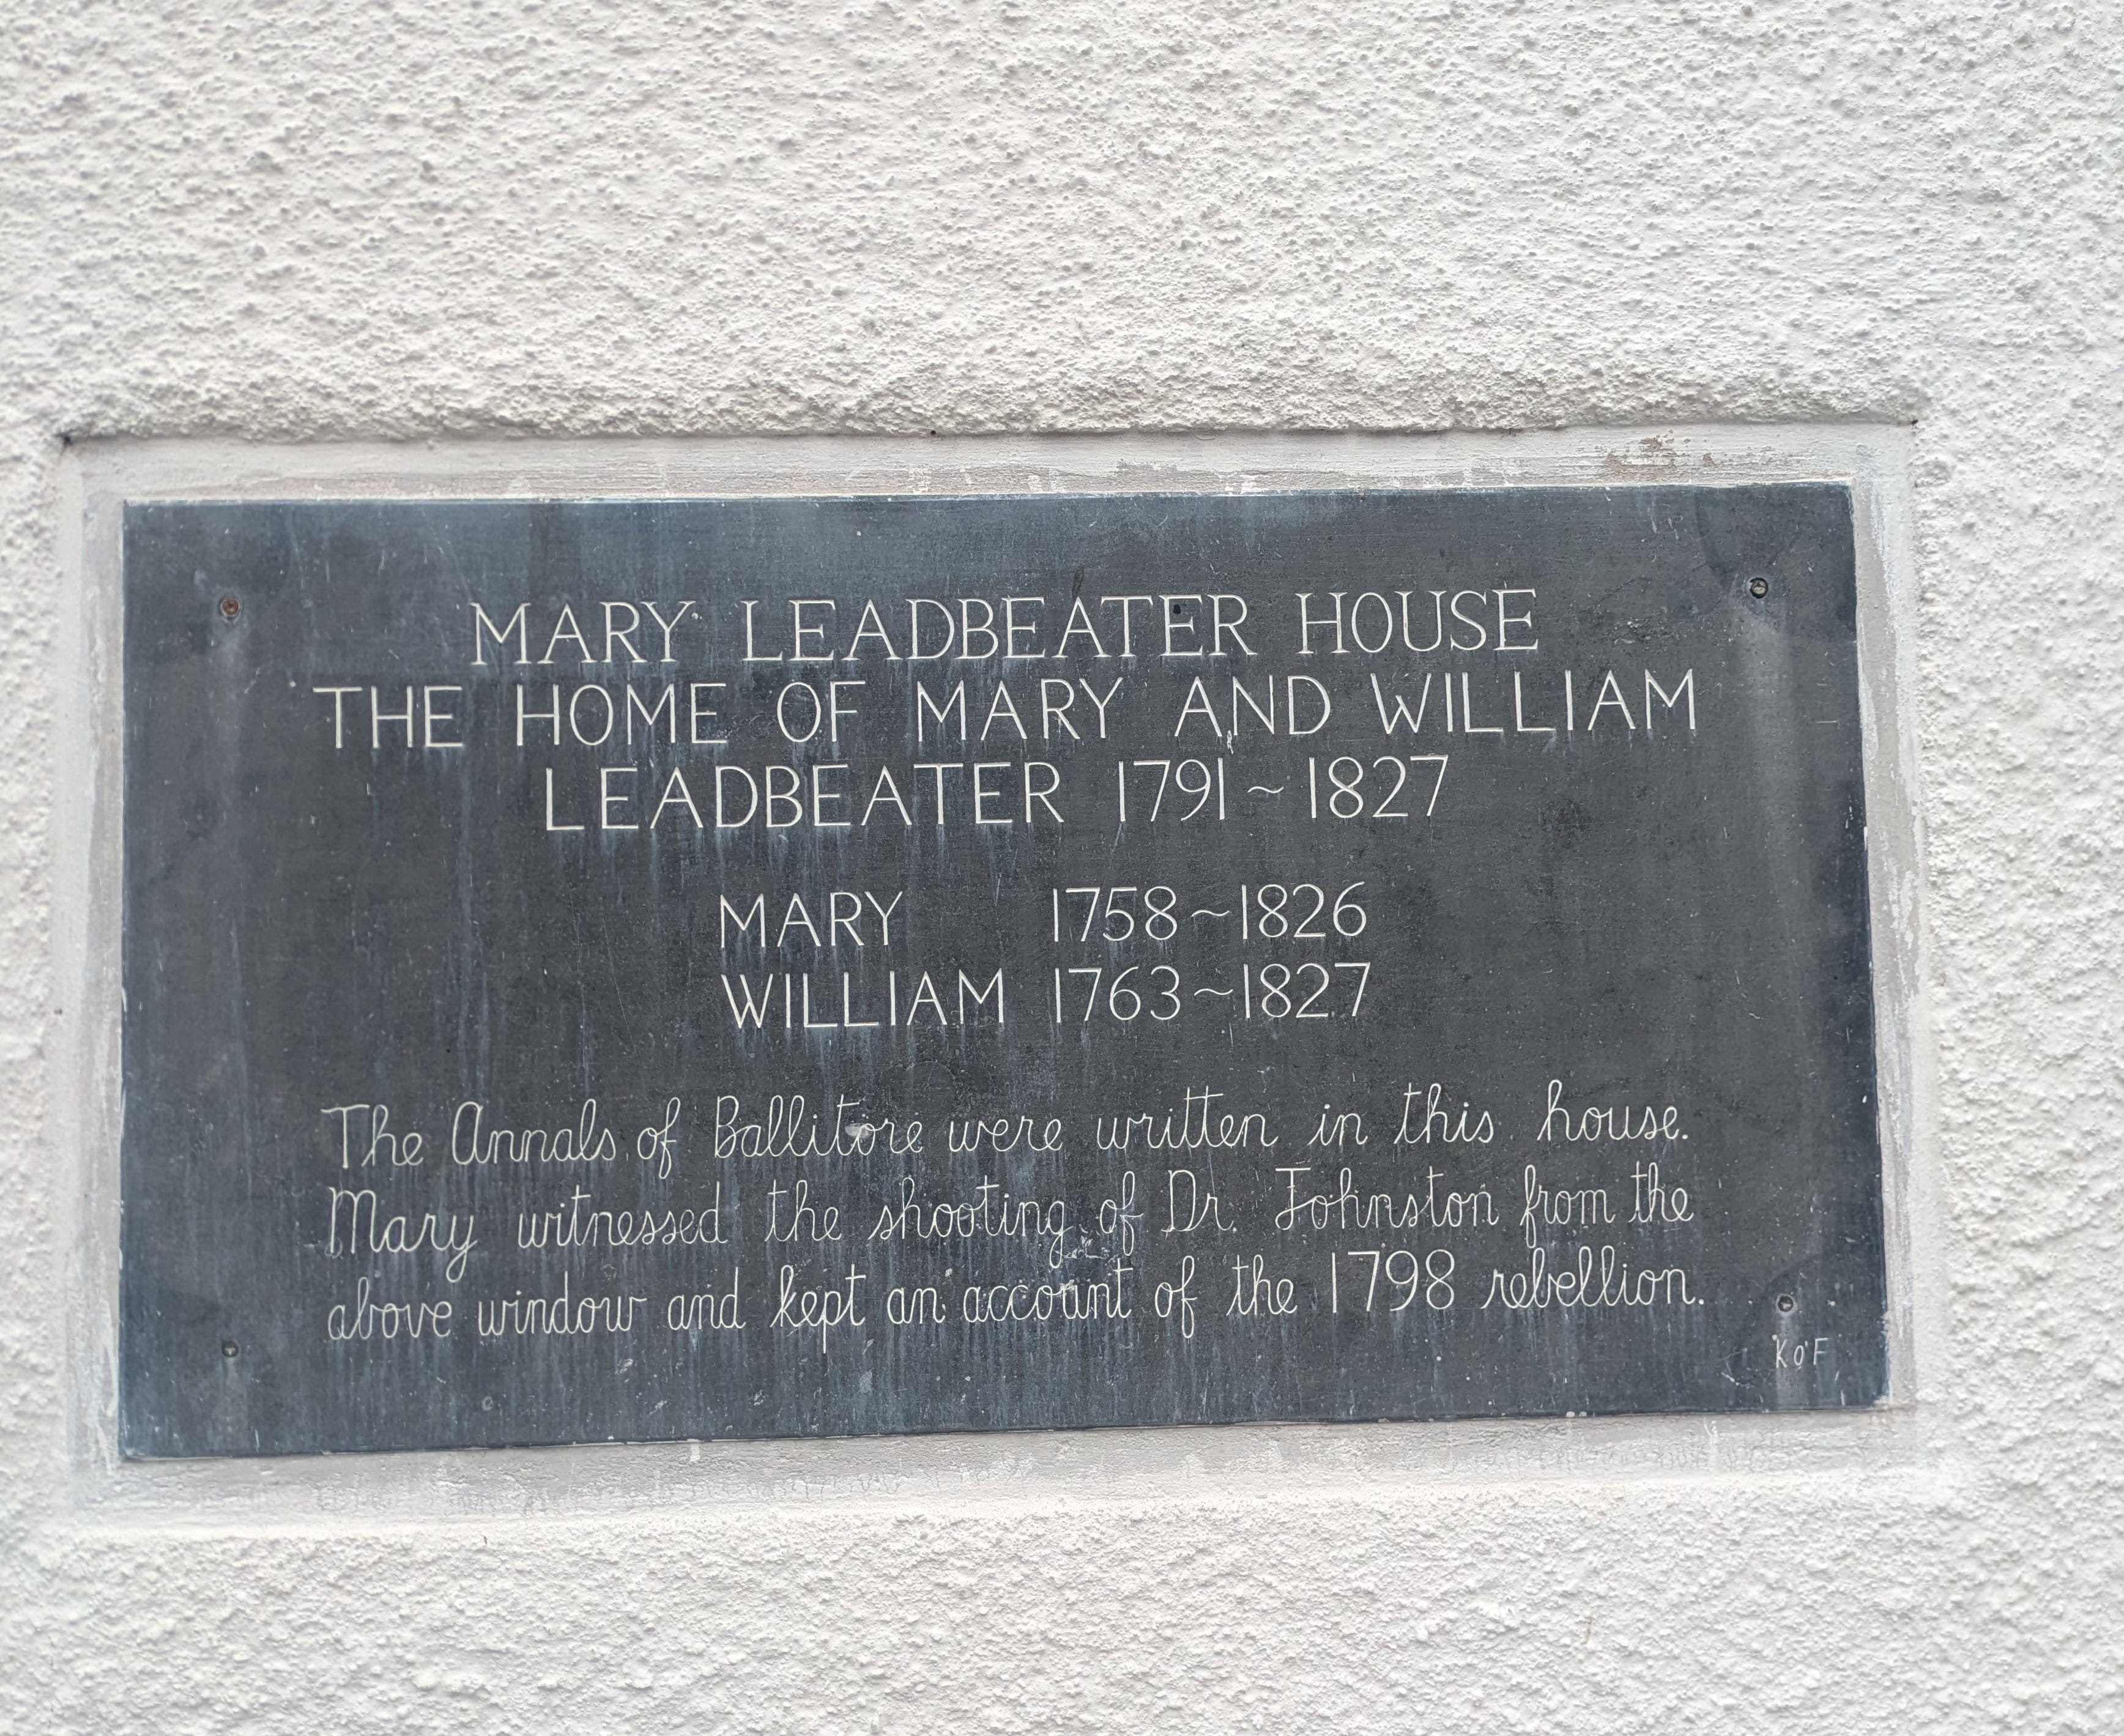 MARY LEADBEATER HOUSE
THE HOME OF MARY AND WILLIAM
LEADBEATER 1791~1827
MARY 1758~1826
WILLIAM 1763~1827
The Annals of Ballitore were written in this house.
Mary witnessed the shooting of Dr. Johnston from the
above window and kept an account of the 1798 rebellion.
K O'F